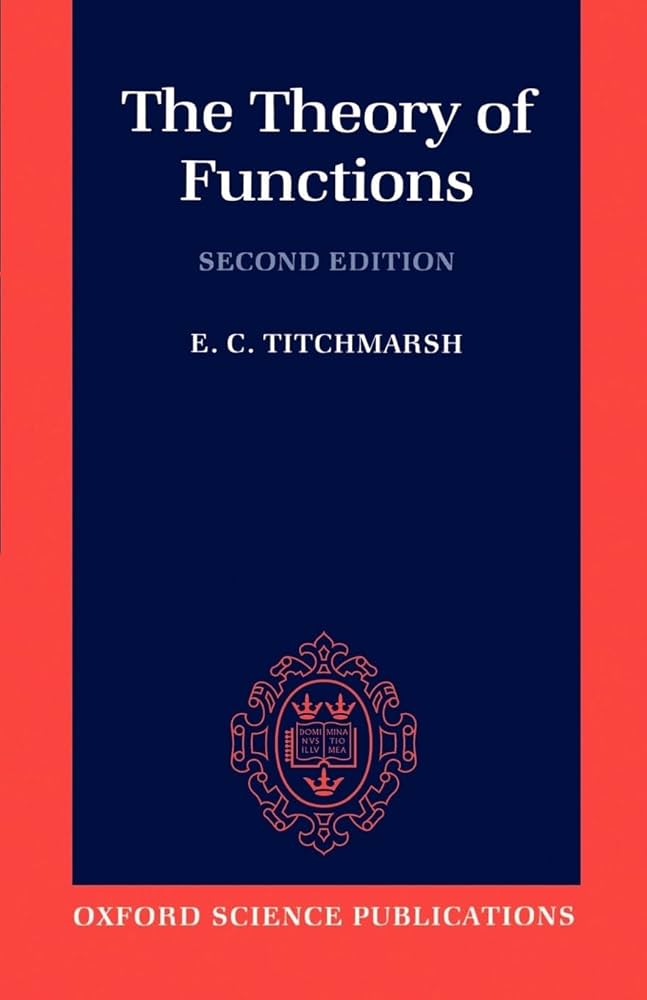 The Theory of
Functions
SECOND EDITION
E. C. TITCHMARSH
DOMI MINA
NVS TIO
ILLV MEA
OXFORD SCIENCE PUBLICATIONS